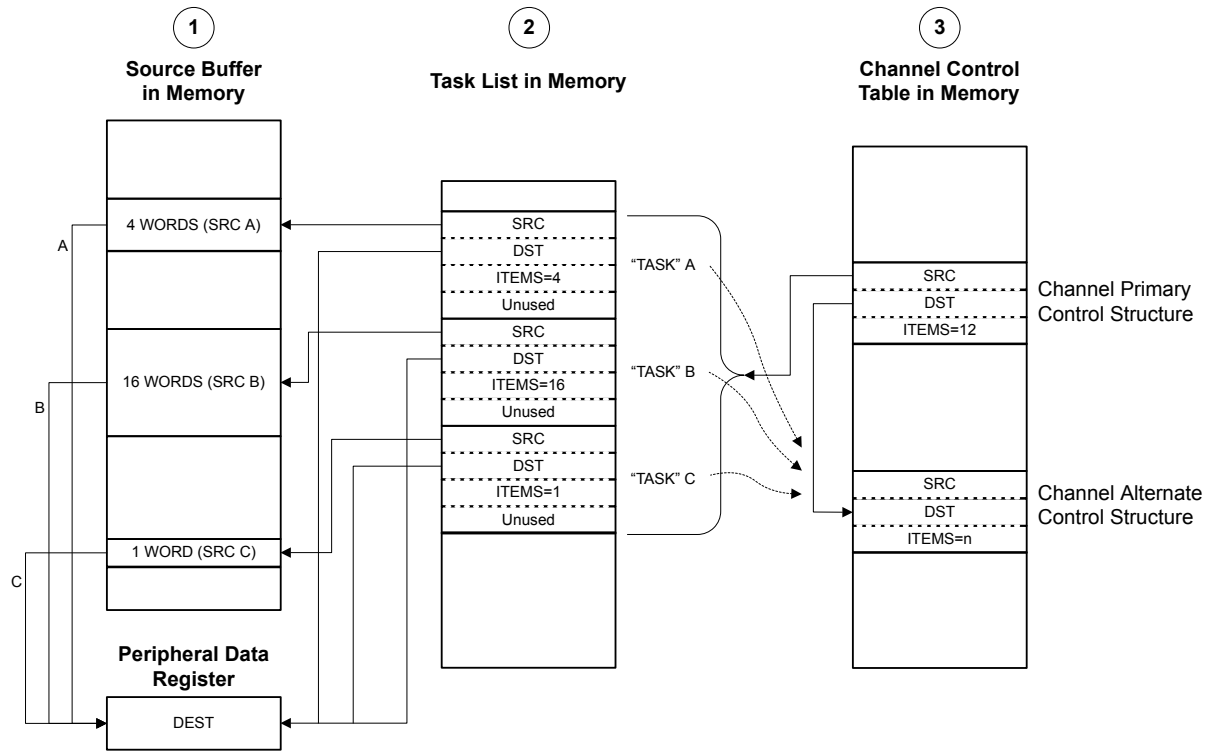 1
Source Buffer
in Memory
4 WORDS (SRC A)
16 WORDS (SRC B)
1 WORD (SRC C)
A
B
C
Peripheral Data
Register
DEST
2
Task List in Memory
SRC
DST
ITEMS=4
Unused
SRC
DST
ITEMS=16
Unused
SRC
DST
ITEMS=1
Unused
“TASK” A
“TASK” B
“TASK” C
3
Channel Control
Table in Memory
SRC
DST
ITEMS=12
Channel Primary
Control Structure
SRC
DST
ITEMS=n
Channel Alternate
Control Structure